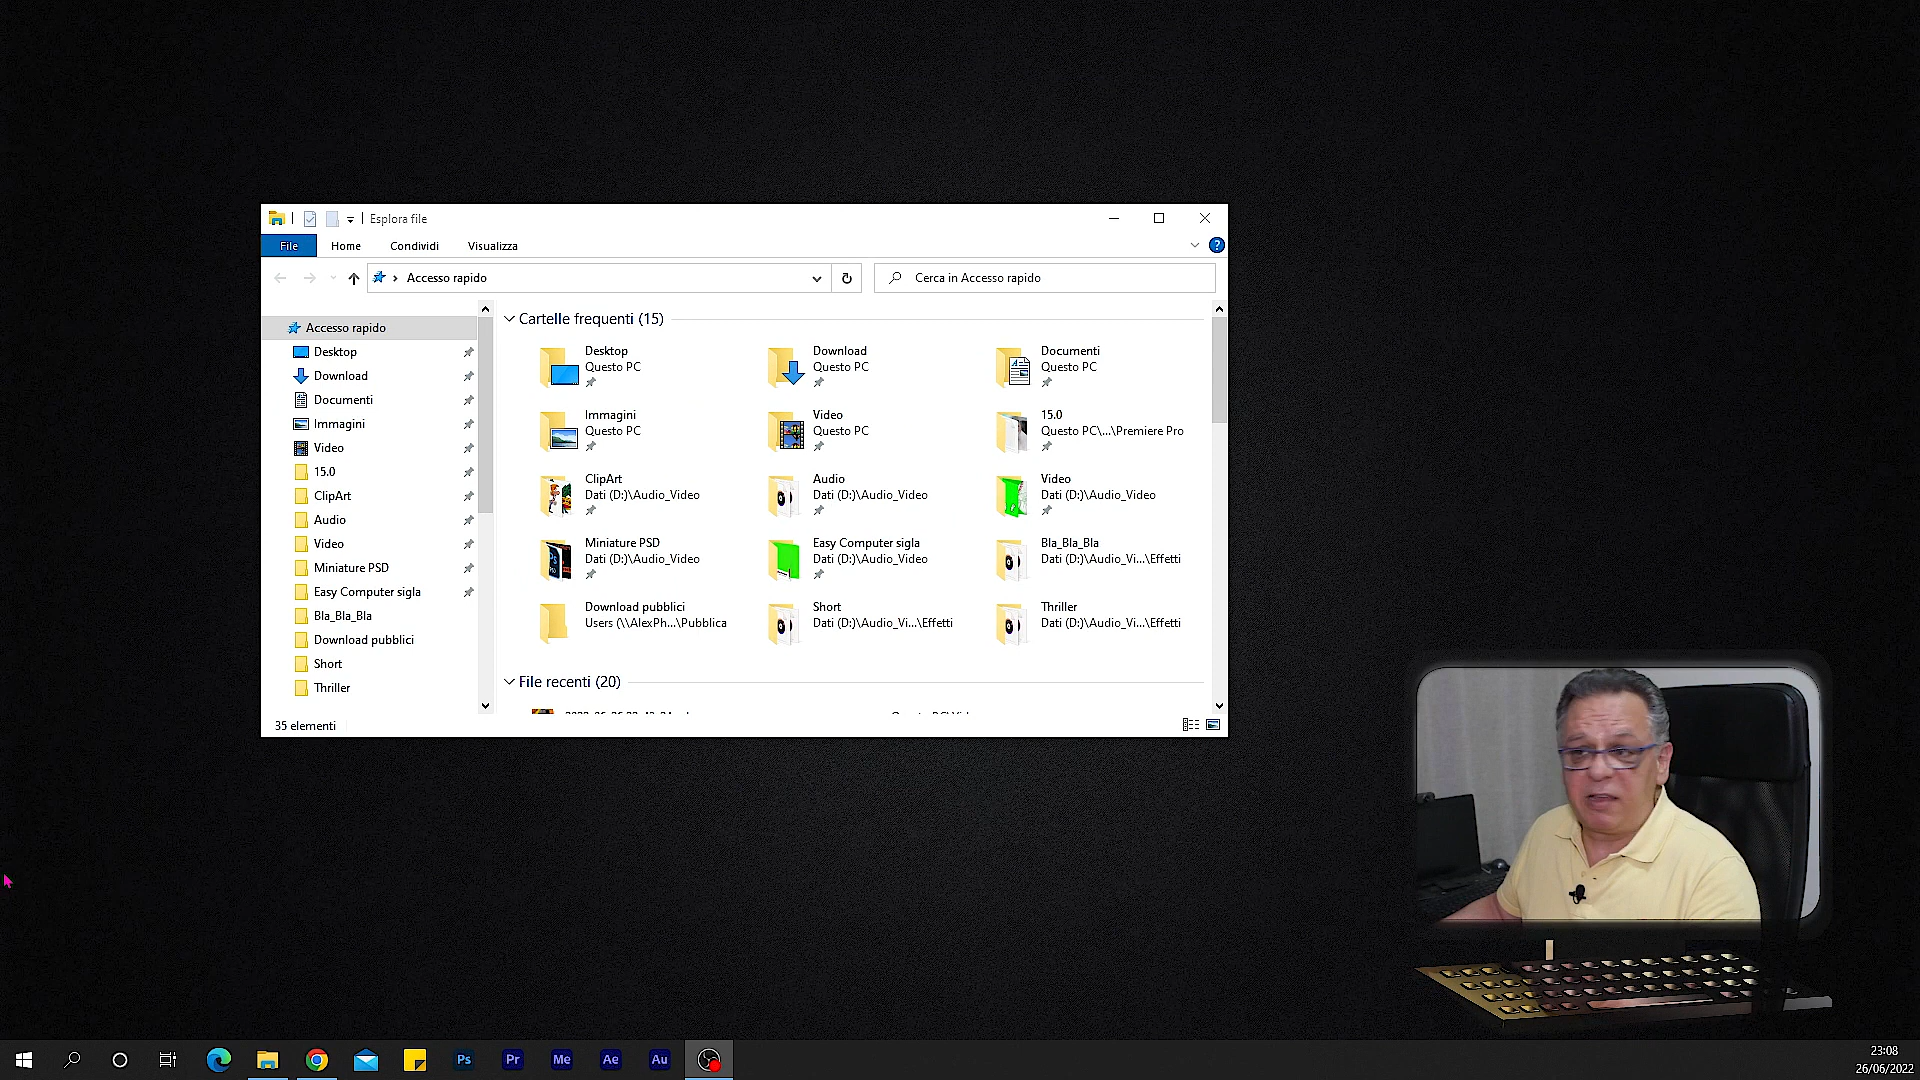 Esplora file
File Home Condividi Visualizza
Accesso rapido
Cerca in Accesso rapido
Accesso rapido
Desktop
Download
Documenti
Immagini
Video
15.0
ClipArt
Audio
Video
Miniature PSD
Easy Computer sigla
Bla_Bla_Bla
Download pubblici
Short
Thriller
Cartelle frequenti (15)
Desktop
Questo PC
Download
Questo PC
Documenti
Questo PC
Immagini
Questo PC
Video
Questo PC
15.0
Questo PC\...\Premiere Pro
ClipArt
Dati (D:)\Audio_Video
Audio
Dati (D:)\Audio_Video
Video
Dati (D:)\Audio_Video
Miniature PSD
Dati (D:)\Audio_Video
Easy Computer sigla
Dati (D:)\Audio_Video
Bla_Bla_Bla
Dati (D:)\Audio_Vi...\Effetti
Download pubblici
Users (\\AlexPh...\Pubblica
Short
Dati (D:)\Audio_Vi...\Effetti
Thriller
Dati (D:)\Audio_Vi...\Effetti
File recenti (20)
35 elementi
Ps Pr Me Ae Au
23:08
26/06/2022